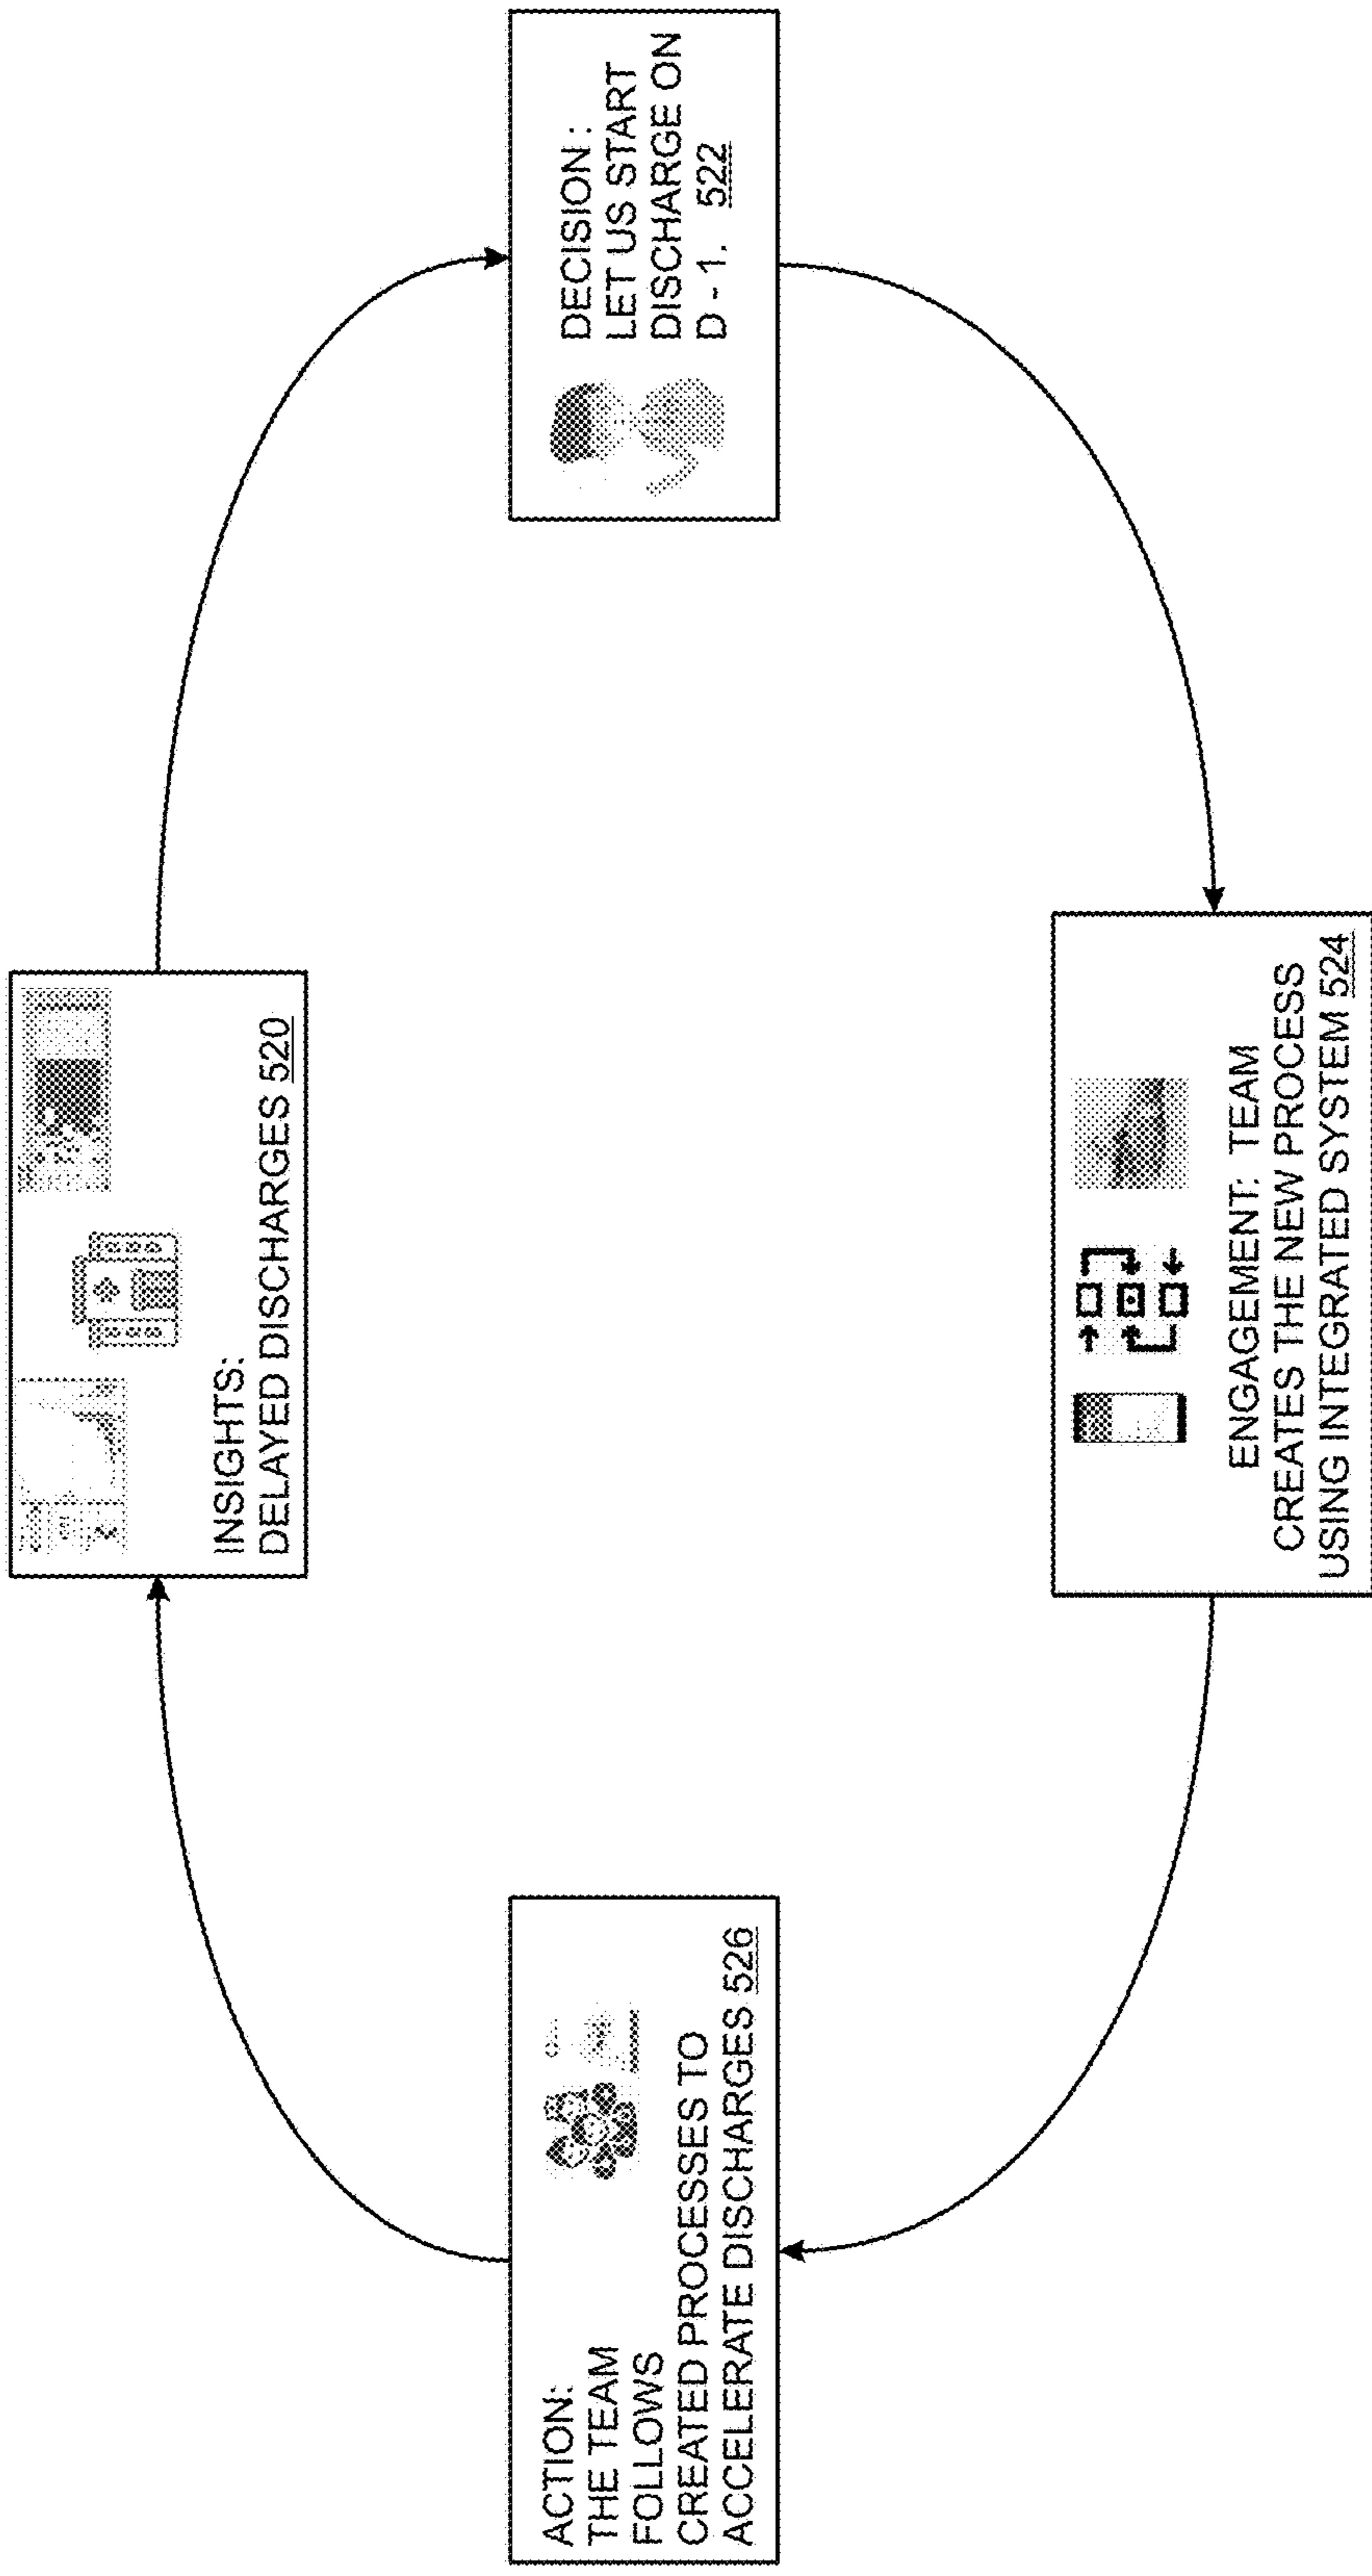 INSIGHTS:
DELAYED DISCHARGES 520
DECISION :
LET US START
DISCHARGE ON
D - 1. 522
ENGAGEMENT: TEAM
CREATES THE NEW PROCESS
USING INTEGRATED SYSTEM 524
ACTION:
THE TEAM
FOLLOWS
CREATED PROCESSES TO
ACCELERATE DISCHARGES 526